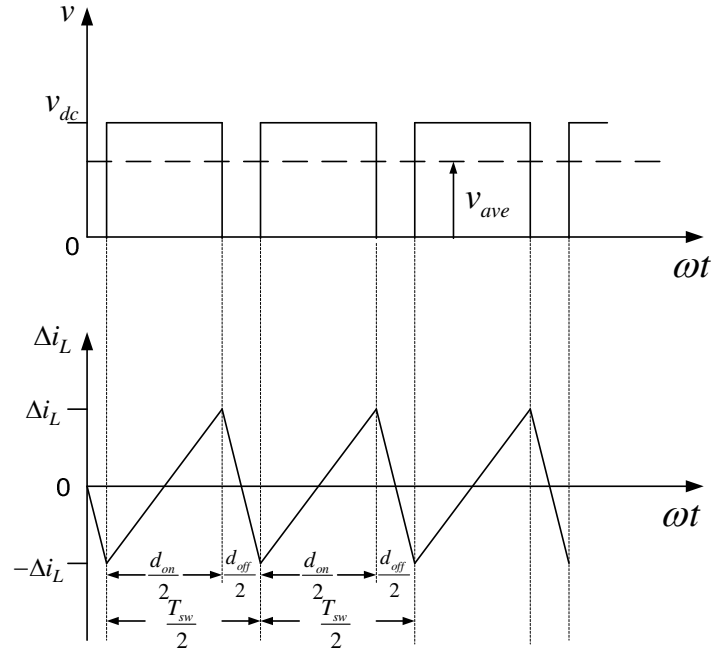 v
v_dc
v_ave
0
ωt
Δi_L
Δi_L
0
ωt
−Δi_L
d_on/2 d_off/2 d_on/2 d_off/2
T_sw/2 T_sw/2